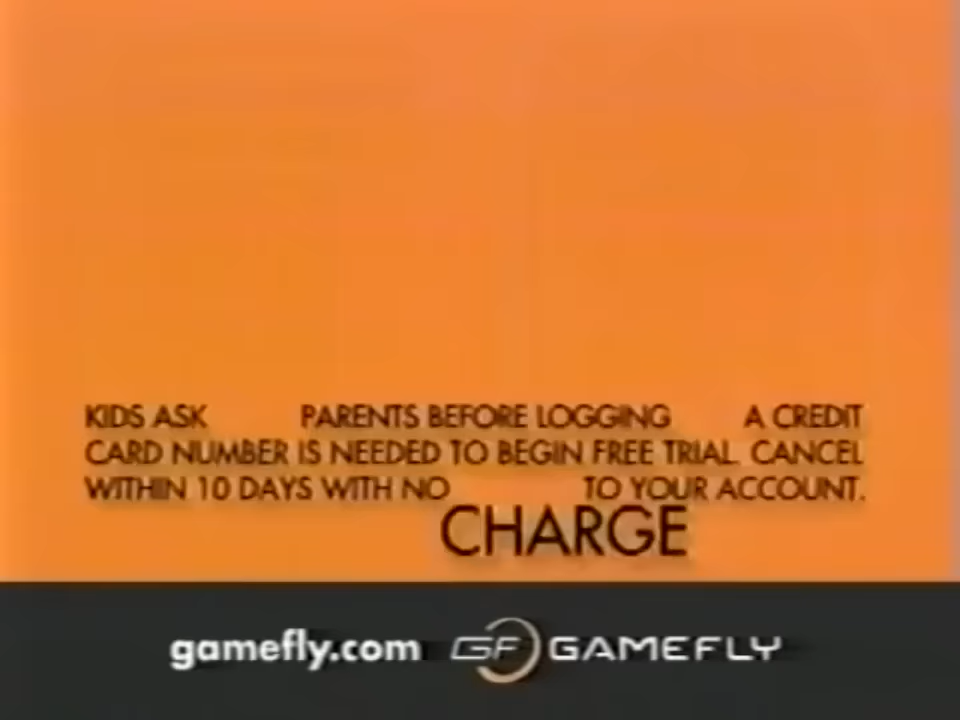 KIDS ASK PARENTS BEFORE LOGGING A CREDIT
CARD NUMBER IS NEEDED TO BEGIN FREE TRIAL. CANCEL
WITHIN 10 DAYS WITH NO TO YOUR ACCOUNT.
CHARGE
gamefly.com GF GAMEFLY